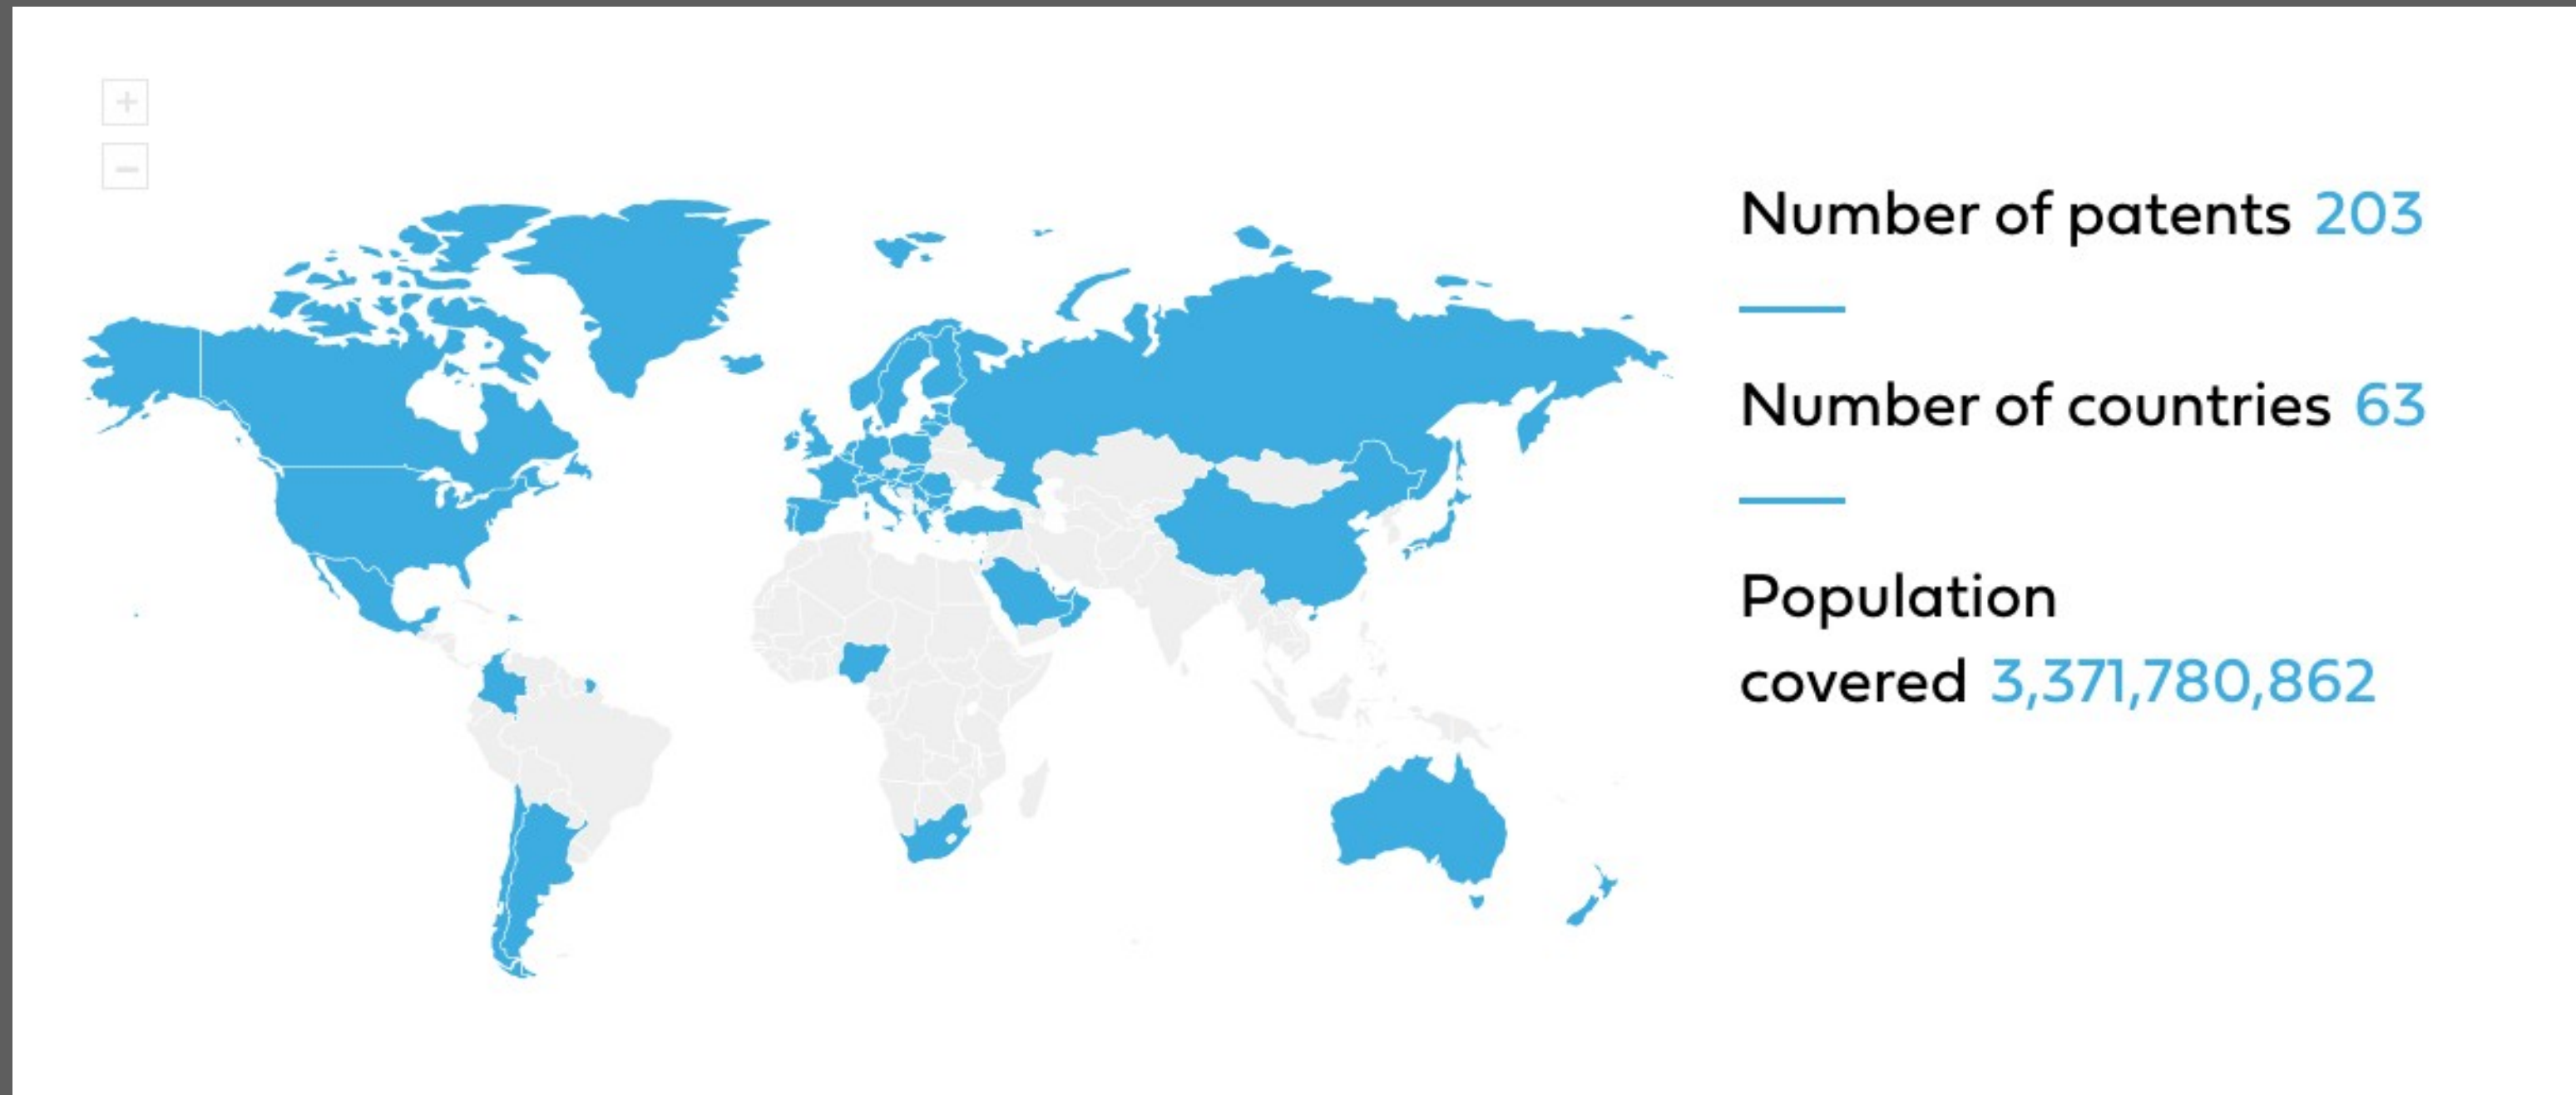 +
−
Number of patents 203
Number of countries 63
Population
covered 3,371,780,862